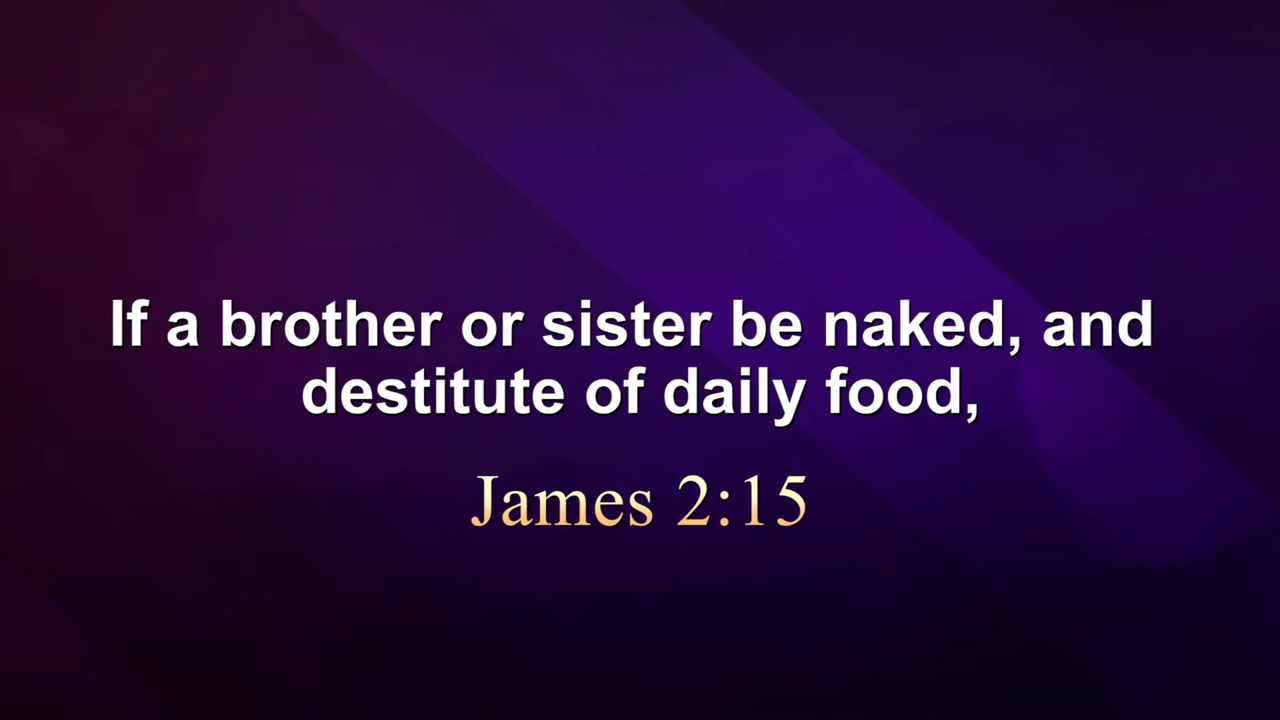 If a brother or sister be naked, and
destitute of daily food,
James 2:15